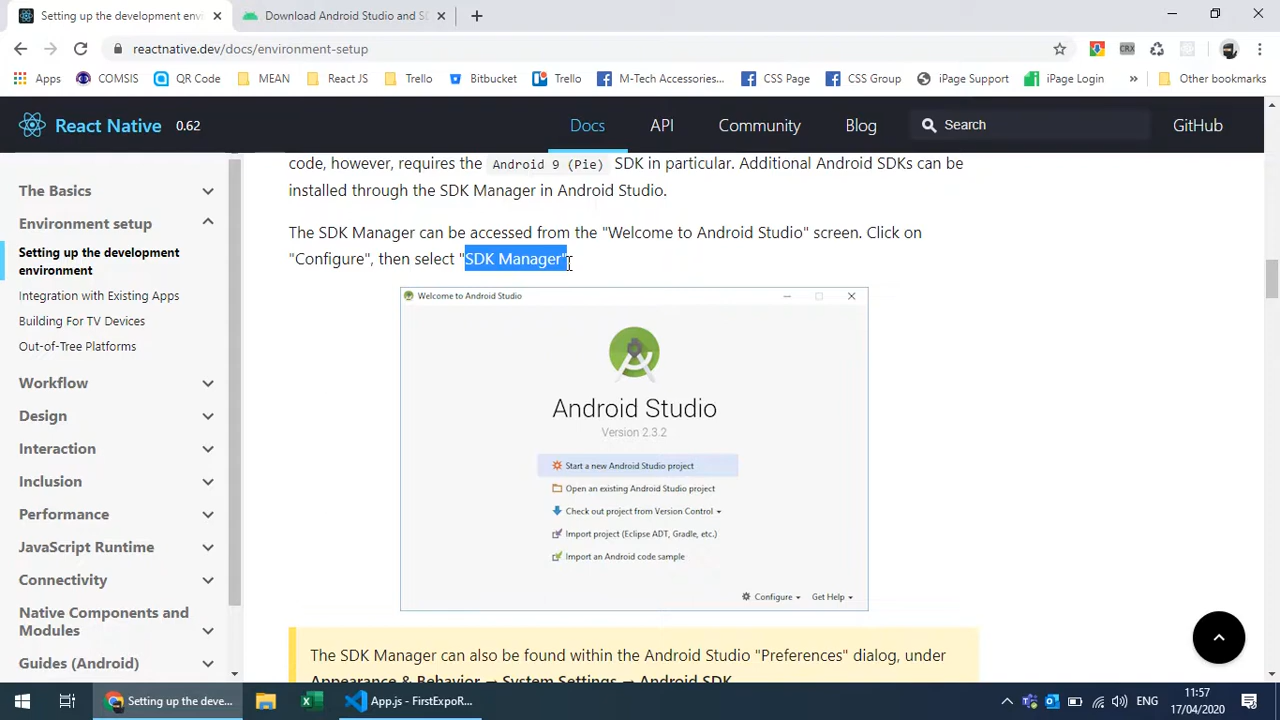 Setting up the development envi
Download Android Studio and SD
reactnative.dev/docs/environment-setup
CRX
Apps
COMSIS
QR Code
MEAN
React JS
Trello
Bitbucket
Trello
M-Tech Accessories...
CSS Page
CSS Group
iPage Support
iPage Login
»
Other bookmarks
React Native 0.62
Docs
API
Community
Blog
Search
GitHub
The Basics
Environment setup
Setting up the development
environment
Integration with Existing Apps
Building For TV Devices
Out-of-Tree Platforms
Workflow
Design
Interaction
Inclusion
Performance
JavaScript Runtime
Connectivity
Native Components and
Modules
Guides (Android)
code, however, requires the Android 9 (Pie) SDK in particular. Additional Android SDKs can be
installed through the SDK Manager in Android Studio.
The SDK Manager can be accessed from the "Welcome to Android Studio" screen. Click on
"Configure", then select "SDK Manager".
Welcome to Android Studio
Android Studio
Version 2.3.2
Start a new Android Studio project
Open an existing Android Studio project
Check out project from Version Control
Import project (Eclipse ADT, Gradle, etc.)
Import an Android code sample
Configure
Get Help
The SDK Manager can also be found within the Android Studio "Preferences" dialog, under
Appearance & Behavior → System Settings → Android SDK.
Setting up the deve...
App.js - FirstExpoR...
ENG
11:57
17/04/2020